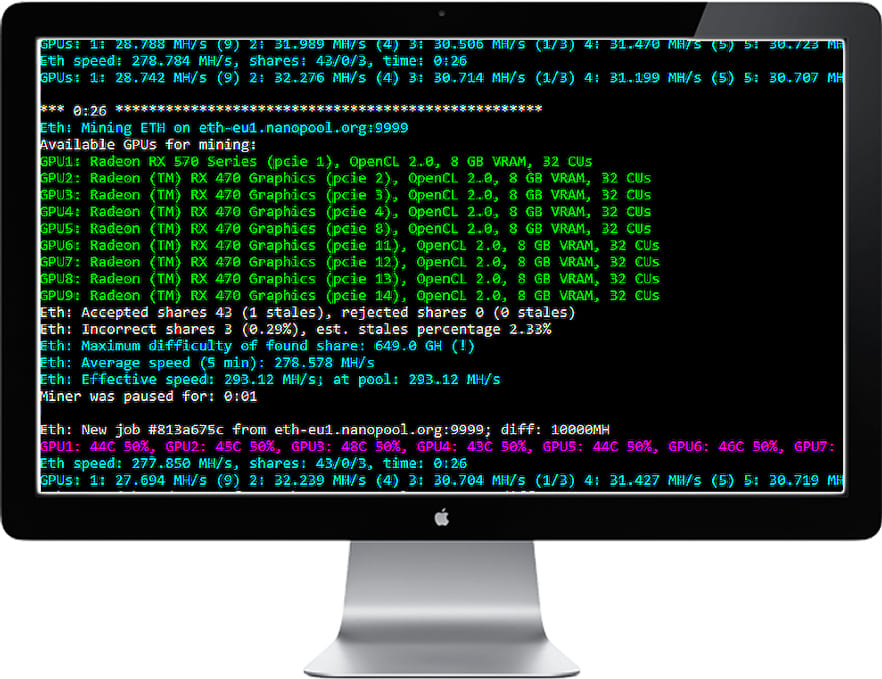 GPUs: 1: 28.788 MH/s (9) 2: 31.989 MH/s (4) 3: 30.506 MH/s (1/3) 4: 31.470 MH/s (5) 5: 30.723 MH
Eth speed: 278.784 MH/s, shares: 43/0/3, time: 0:26
GPUs: 1: 28.742 MH/s (9) 2: 32.276 MH/s (4) 3: 30.714 MH/s (1/3) 4: 31.199 MH/s (5) 5: 30.707 MH
*** 0:26 ***************************************************
Eth: Mining ETH on eth-eu1.nanopool.org:9999
Available GPUs for mining:
GPU1: Radeon RX 570 Series (pcie 1), OpenCL 2.0, 8 GB VRAM, 32 CUs
GPU2: Radeon (TM) RX 470 Graphics (pcie 2), OpenCL 2.0, 8 GB VRAM, 32 CUs
GPU3: Radeon (TM) RX 470 Graphics (pcie 3), OpenCL 2.0, 8 GB VRAM, 32 CUs
GPU4: Radeon (TM) RX 470 Graphics (pcie 4), OpenCL 2.0, 8 GB VRAM, 32 CUs
GPU5: Radeon (TM) RX 470 Graphics (pcie 8), OpenCL 2.0, 8 GB VRAM, 32 CUs
GPU6: Radeon (TM) RX 470 Graphics (pcie 11), OpenCL 2.0, 8 GB VRAM, 32 CUs
GPU7: Radeon (TM) RX 470 Graphics (pcie 12), OpenCL 2.0, 8 GB VRAM, 32 CUs
GPU8: Radeon (TM) RX 470 Graphics (pcie 13), OpenCL 2.0, 8 GB VRAM, 32 CUs
GPU9: Radeon (TM) RX 470 Graphics (pcie 14), OpenCL 2.0, 8 GB VRAM, 32 CUs
Eth: Accepted shares 43 (1 stales), rejected shares 0 (0 stales)
Eth: Incorrect shares 3 (0.29%), est. stales percentage 2.33%
Eth: Maximum difficulty of found share: 649.0 GH (!)
Eth: Average speed (5 min): 278.578 MH/s
Eth: Effective speed: 293.12 MH/s; at pool: 293.12 MH/s
Miner was paused for: 0:01
Eth: New job #813a675c from eth-eu1.nanopool.org:9999; diff: 10000MH
GPU1: 44C 50%, GPU2: 45C 50%, GPU3: 48C 50%, GPU4: 43C 50%, GPU5: 44C 50%, GPU6: 46C 50%, GPU7:
Eth speed: 277.850 MH/s, shares: 43/0/3, time: 0:26
GPUs: 1: 27.694 MH/s (9) 2: 32.239 MH/s (4) 3: 30.704 MH/s (1/3) 4: 31.427 MH/s (5) 5: 30.719 MH